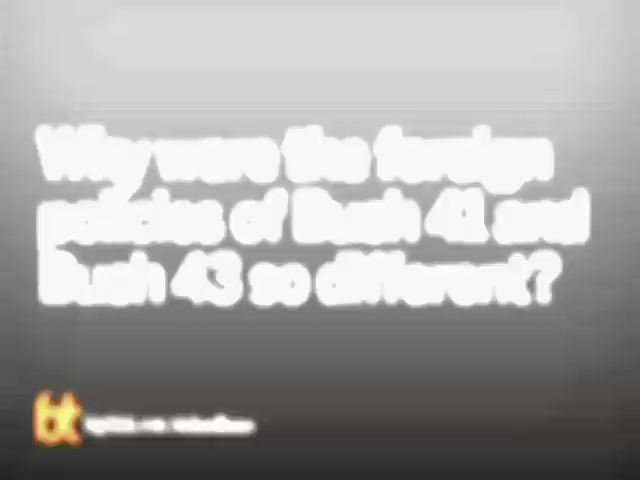 Why were the foreign
policies of Bush 41 and
Bush 43 so different?
bt